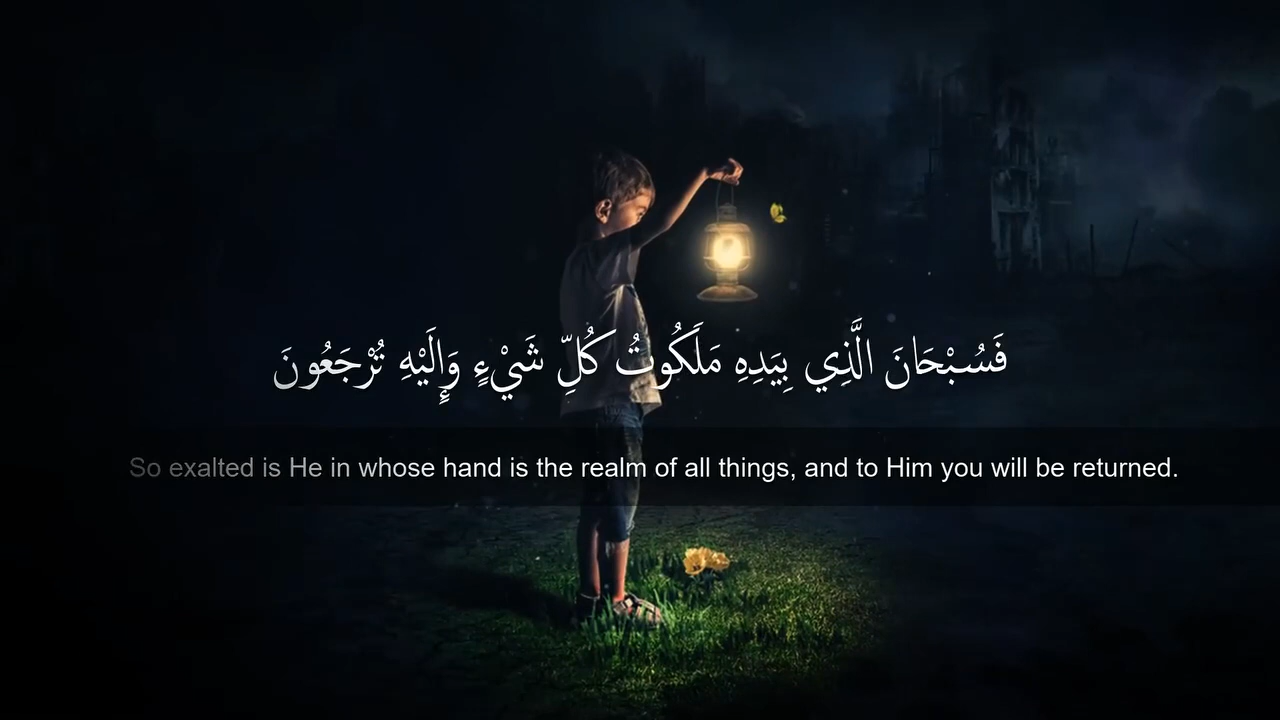 فَسُبْحَانَ الَّذِي بِيَدِهِ مَلَكُوتُ كُلِّ شَيْءٍ وَإِلَيْهِ تُرْجَعُونَ
So exalted is He in whose hand is the realm of all things, and to Him you will be returned.